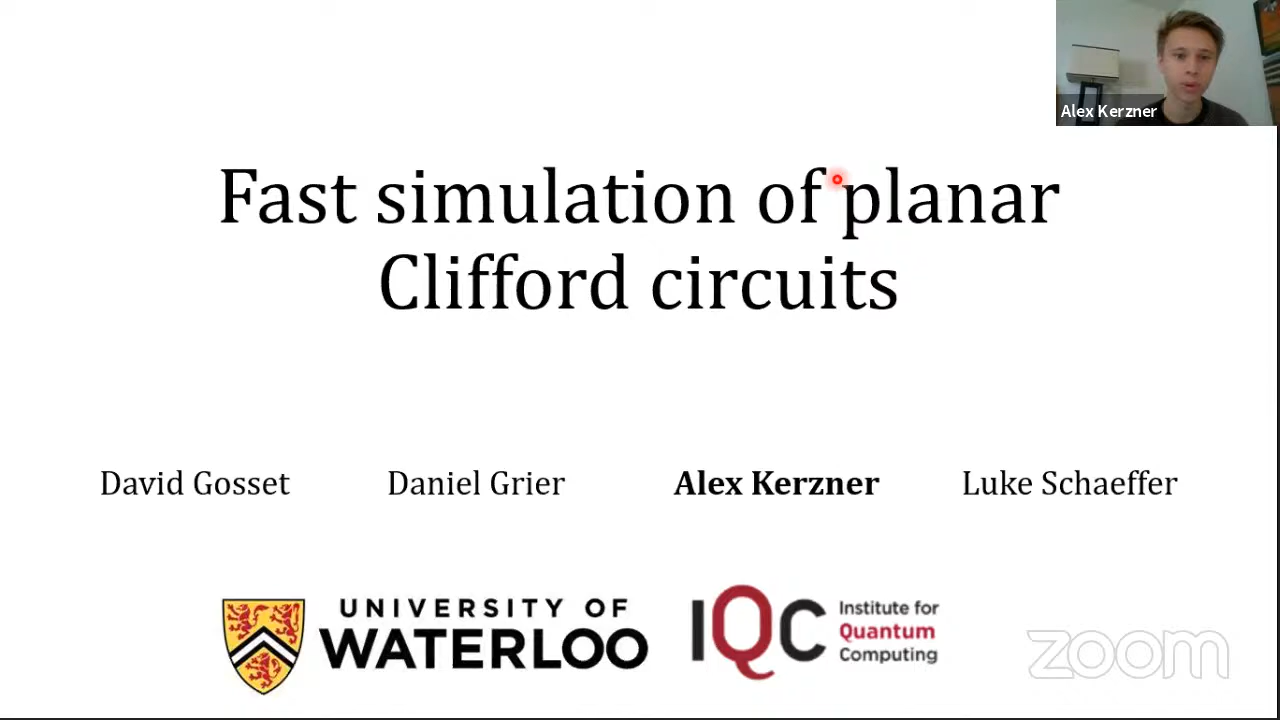 Alex Kerzner
Fast simulation of planar
Clifford circuits
David Gosset Daniel Grier Alex Kerzner Luke Schaeffer
UNIVERSITY OF
WATERLOO
IQC
Institute for
Quantum
Computing
zoom